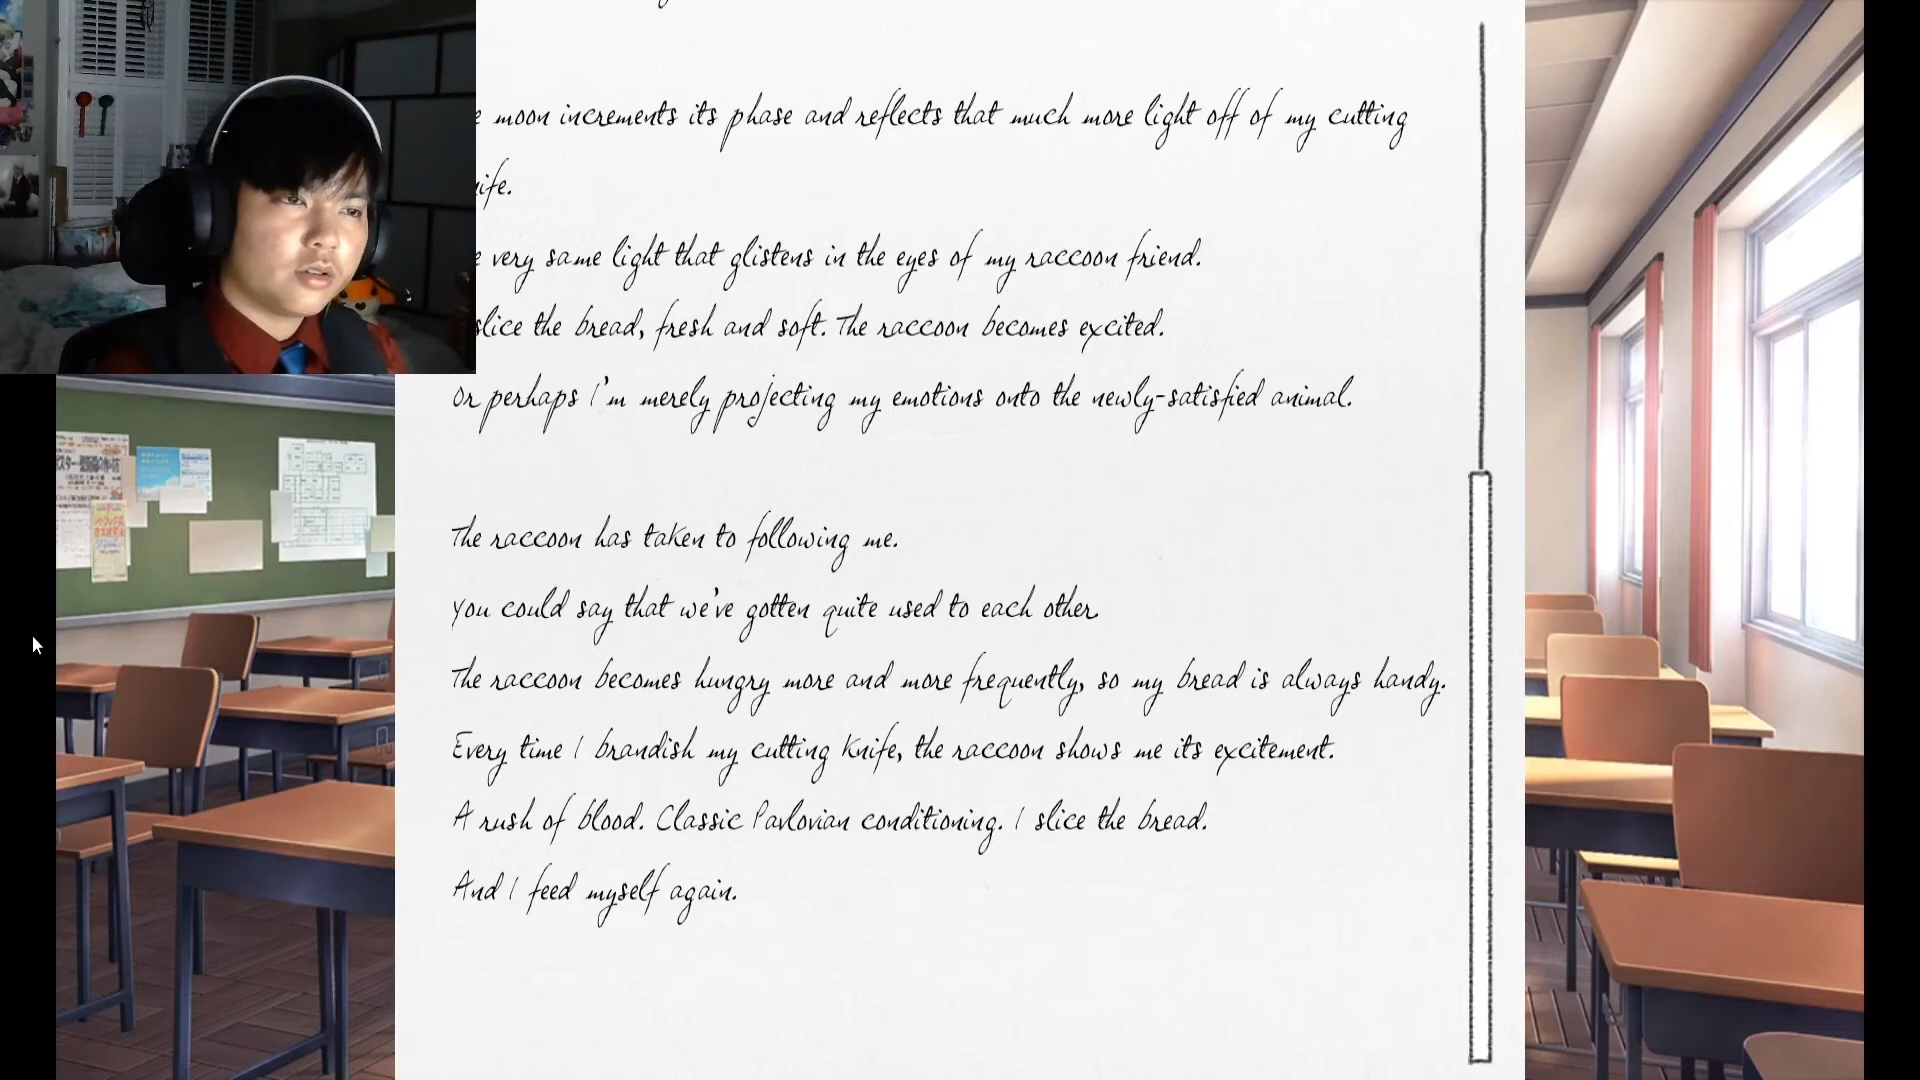 moon increments its phase and reflects that much more light off of my cutting
very same light that glistens in the eyes of my raccoon friend.
slice the bread, fresh and soft. The raccoon becomes excited.
Or perhaps I'm merely projecting my emotions onto the newly-satisfied animal.
The raccoon has taken to following me.
You could say that we've gotten quite used to each other
The raccoon becomes hungry more and more frequently, so my bread is always handy.
Every time I brandish my cutting knife, the raccoon shows me its excitement.
A rush of blood. Classic Pavlovian conditioning. I slice the bread.
And I feed myself again.